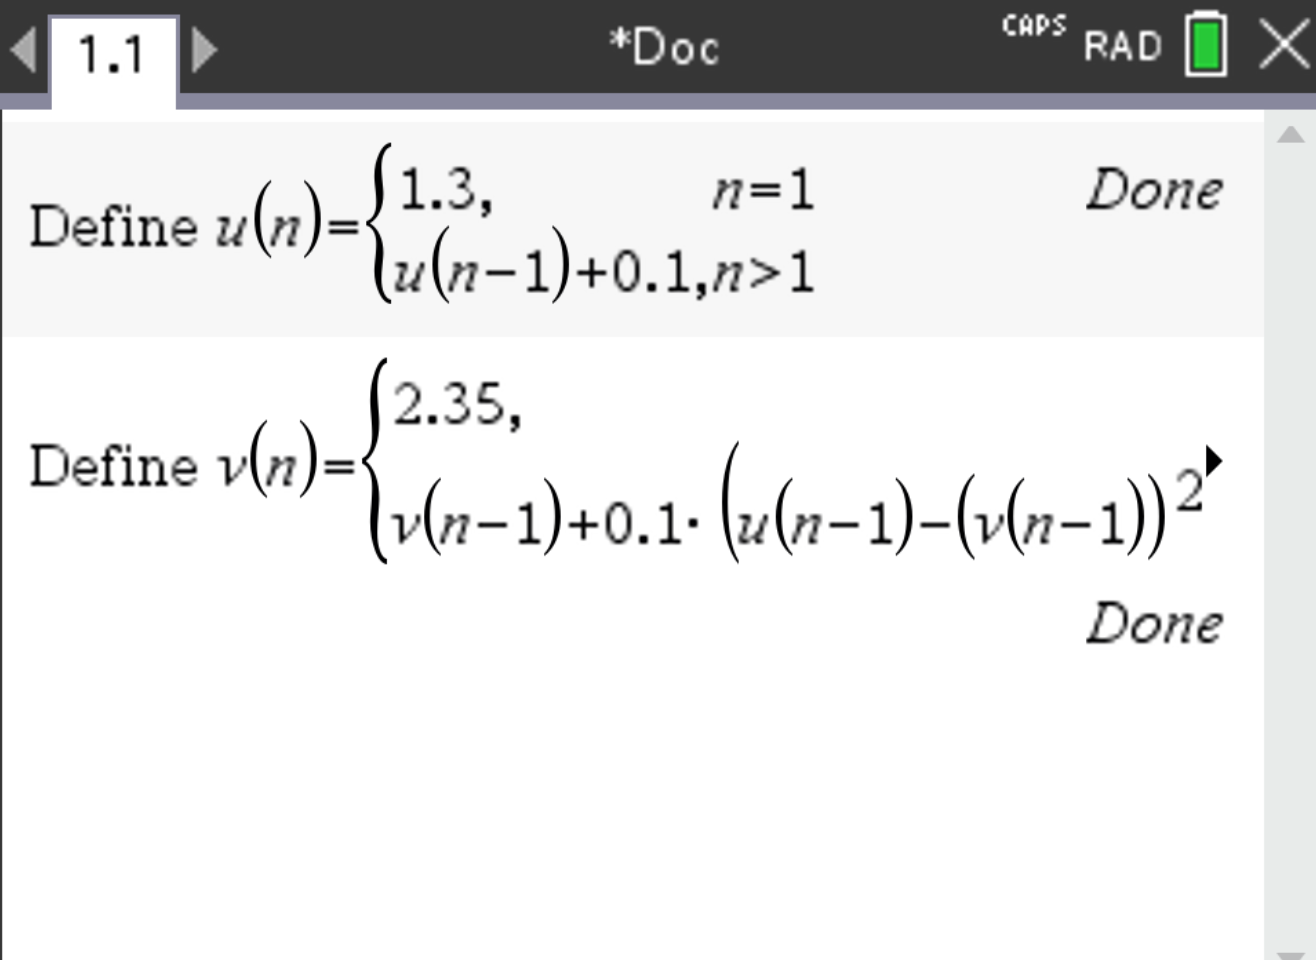 1.1 *Doc CAPS RAD
Define u(n)={1.3, n=1 Done
u(n−1)+0.1,n>1
Define v(n)={2.35,
v(n−1)+0.1·(u(n−1)−(v(n−1))²
Done